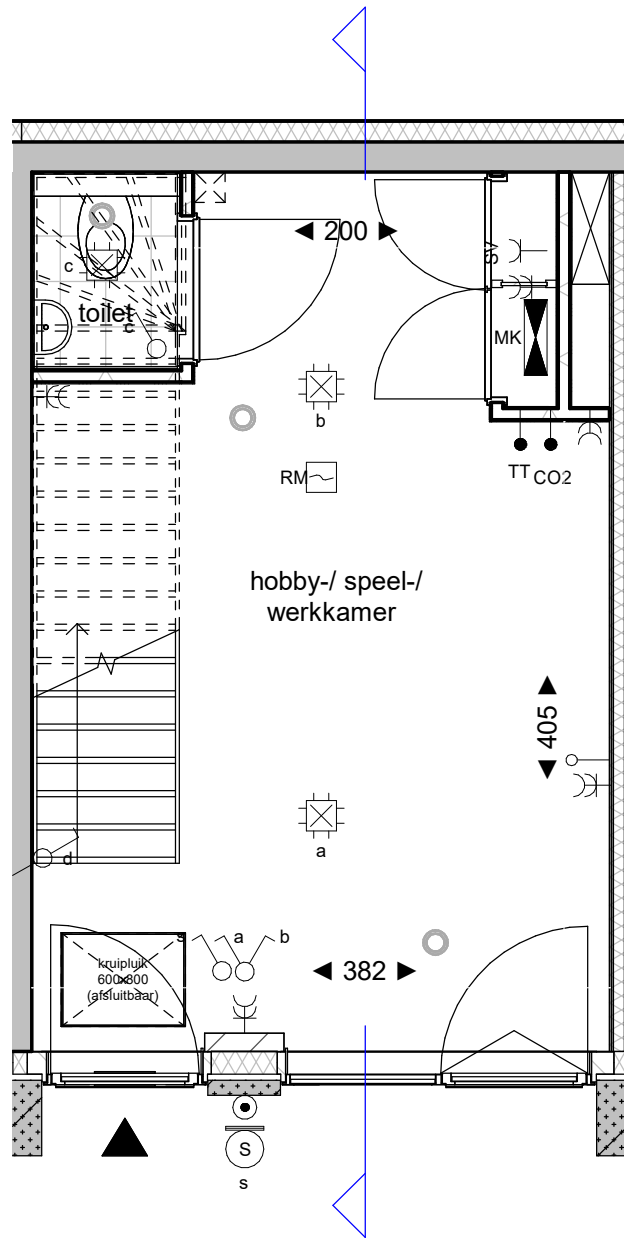 200
SV
c
toilet
c
MK
b
RM
TT
CO2
hobby-/ speel-/
werkkamer
405
a
d
s
a
b
kruipluik
600x800
(afsluitbaar)
382
S
s